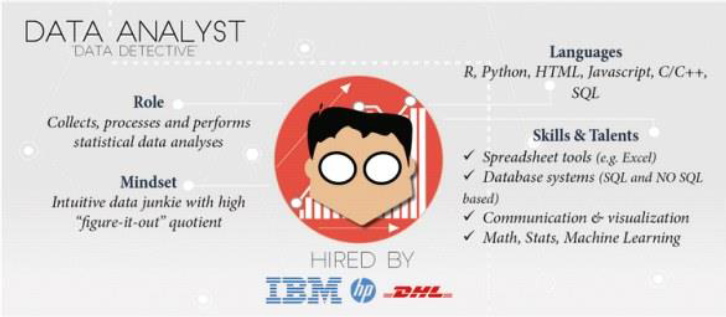 DATA ANALYST
"DATA DETECTIVE"
Role
Collects, processes and performs
statistical data analyses
Mindset
Intuitive data junkie with high
“figure-it-out” quotient
Languages
R, Python, HTML, Javascript, C/C++,
SQL
Skills & Talents
✓ Spreadsheet tools (e.g. Excel)
✓ Database systems (SQL and NO SQL
based)
✓ Communication & visualization
✓ Math, Stats, Machine Learning
HIRED BY
IBM hp DHL